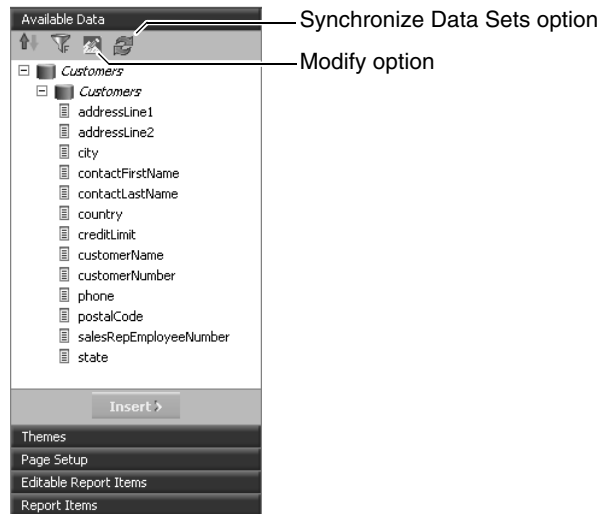 Available Data
Synchronize Data Sets option
Modify option
Customers
Customers
addressLine1
addressLine2
city
contactFirstName
contactLastName
country
creditLimit
customerName
customerNumber
phone
postalCode
salesRepEmployeeNumber
state
Insert
Themes
Page Setup
Editable Report Items
Report Items